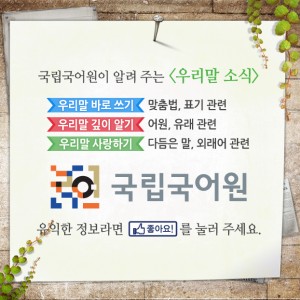 국립국어원이 알려 주는 <우리말 소식>
우리말 바로 쓰기 맞춤법, 표기 관련
우리말 깊이 알기 어원, 유래 관련
우리말 사랑하기 다듬은 말, 외래어 관련
국립국어원
유익한 정보라면 좋아요! 를 눌러 주세요.